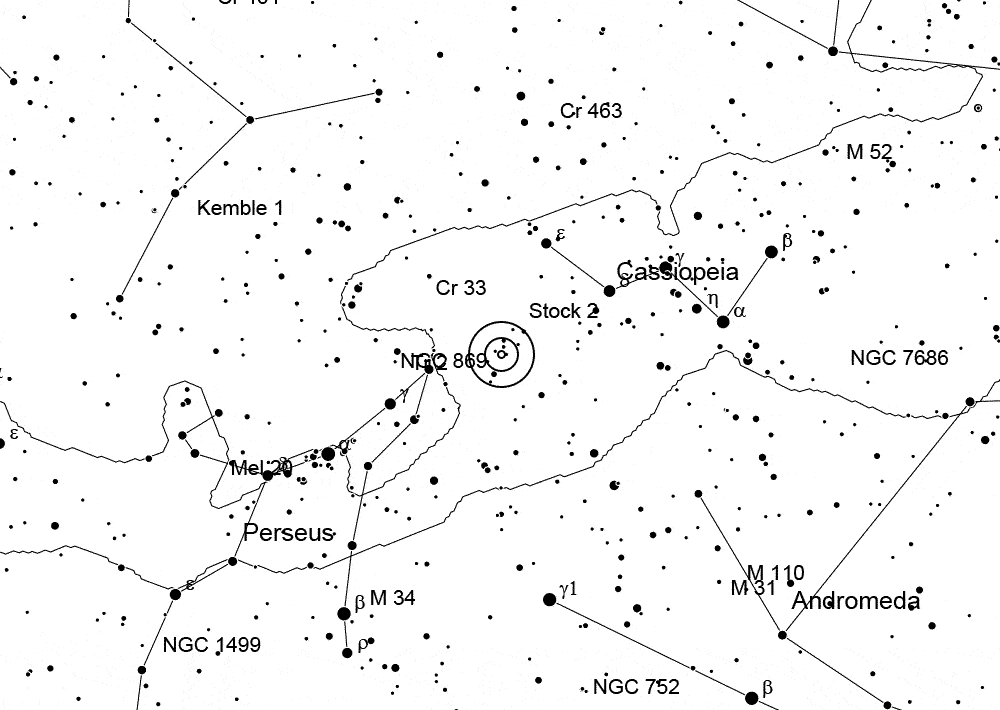 Cr 463
M 52
Kemble 1
ε
β
γ
Cassiopeia
δ
Cr 33
η
Stock 2
α
NGC 869
NGC 7686
γ
ε
α
Mel 20
δ
Perseus
M 110
ε
M 31
γ1
β
M 34
Andromeda
ρ
NGC 1499
NGC 752
β